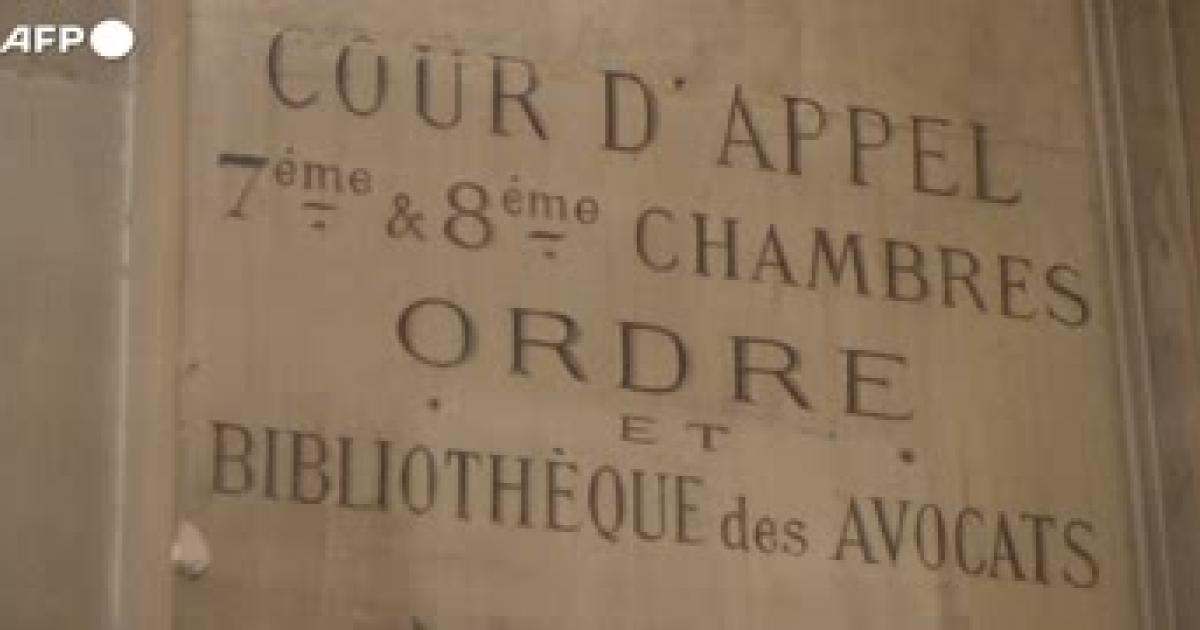 AFP
COUR D'APPEL
7ème & 8ème CHAMBRES
ORDRE
ET
BIBLIOTHÈQUE des AVOCATS